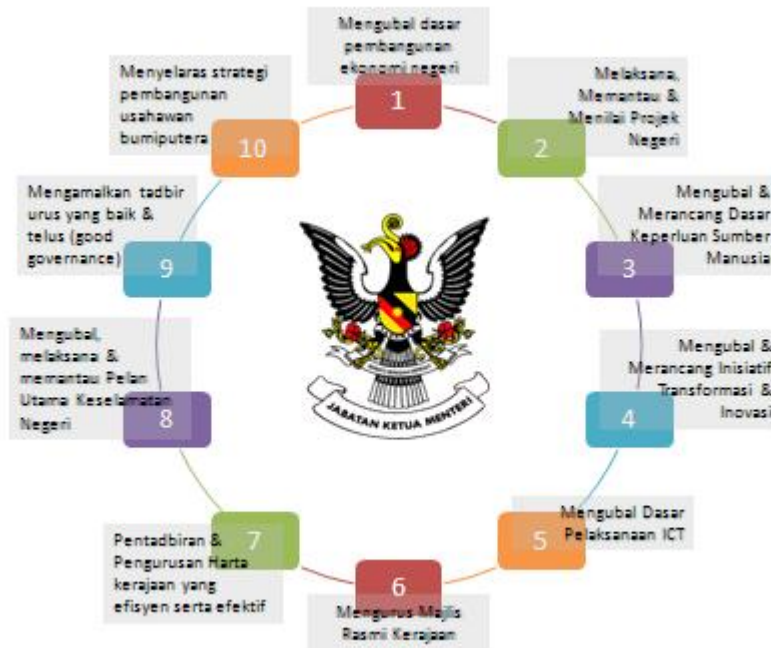 1
Mengubal dasar
pembangunan
ekonomi negeri
2
Melaksana,
Memantau &
Menilai Projek
Negeri
3
Mengubal &
Merancang Dasar
Keperluan Sumber
Manusia
4
Mengubal &
Merancang Inisiatif
Transformasi &
Inovasi
5
Mengubal Dasar
Pelaksanaan ICT
6
Mengurus Majlis
Rasmi Kerajaan
7
Pentadbiran &
Pengurusan Harta
kerajaan yang
efisyen serta efektif
8
Mengubal,
melaksana &
memantau Pelan
Utama Keselamatan
Negeri
9
Mengamalkan tadbir
urus yang baik &
telus (good
governance)
10
Menyelaras strategi
pembangunan
usahawan
bumiputera
JABATAN KETUA MENTERI